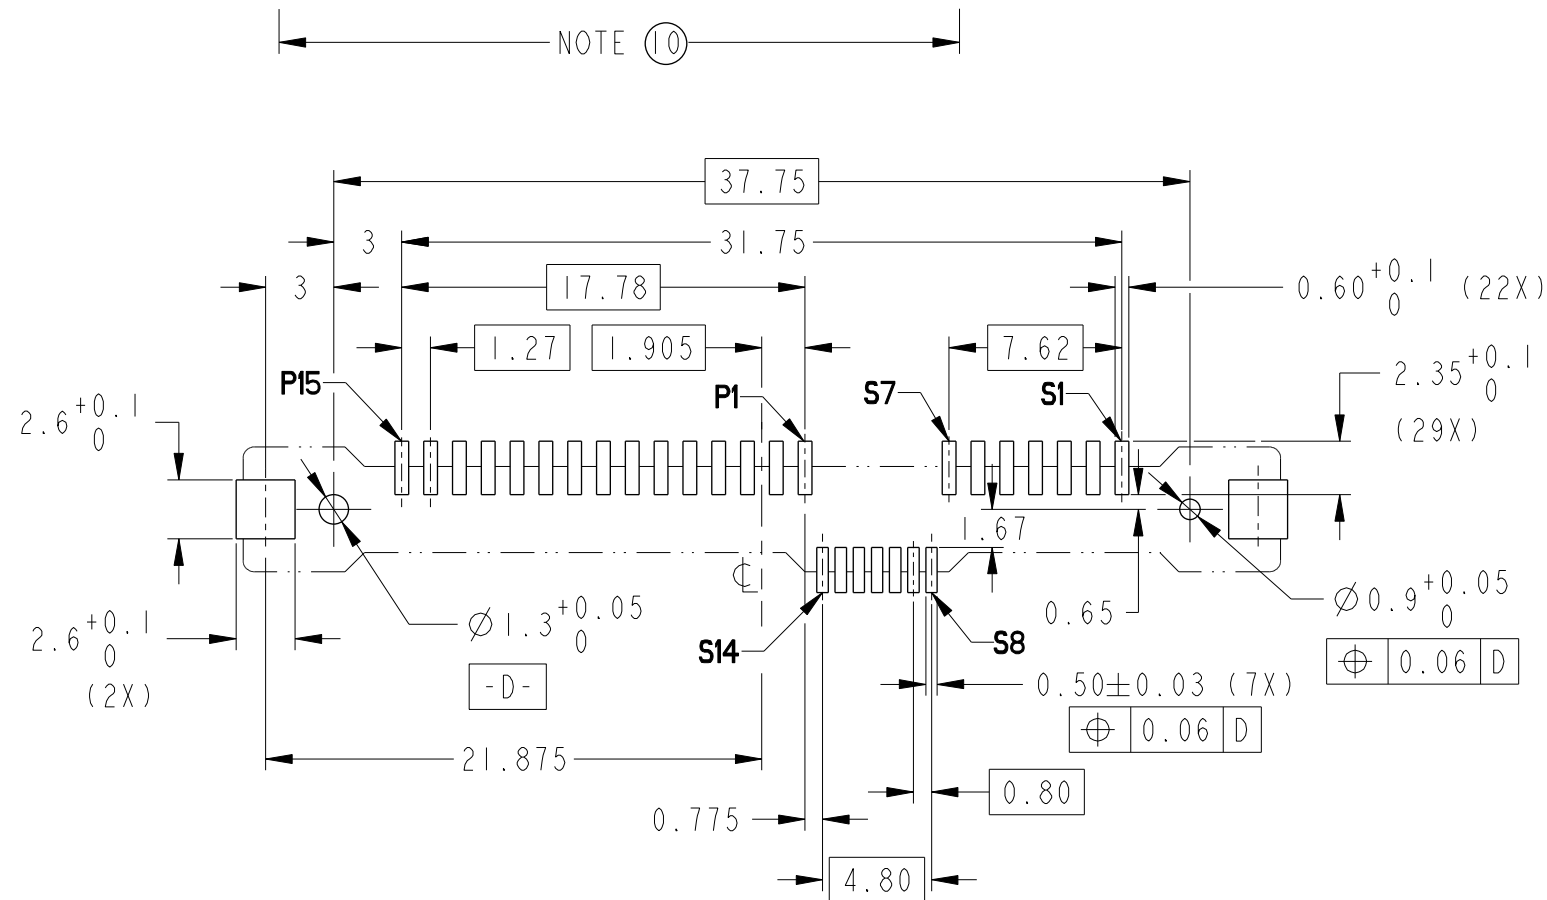 NOTE 10
37.75
3 31.75
3 17.78 0.60 +0.1 0 (22X)
1.27 1.905 7.62
2.35 +0.1 0
(29X)
P15 P1 S7 S1
2.6 +0.1 0
1.67
℄
0.65
Ø1.3 +0.05 0
-D-
Ø0.9 +0.05 0
⌖ 0.06 D
2.6 +0.1 0
(2X)
S14 S8
0.50±0.03 (7X)
⌖ 0.06 D
21.875
0.80
0.775
4.80